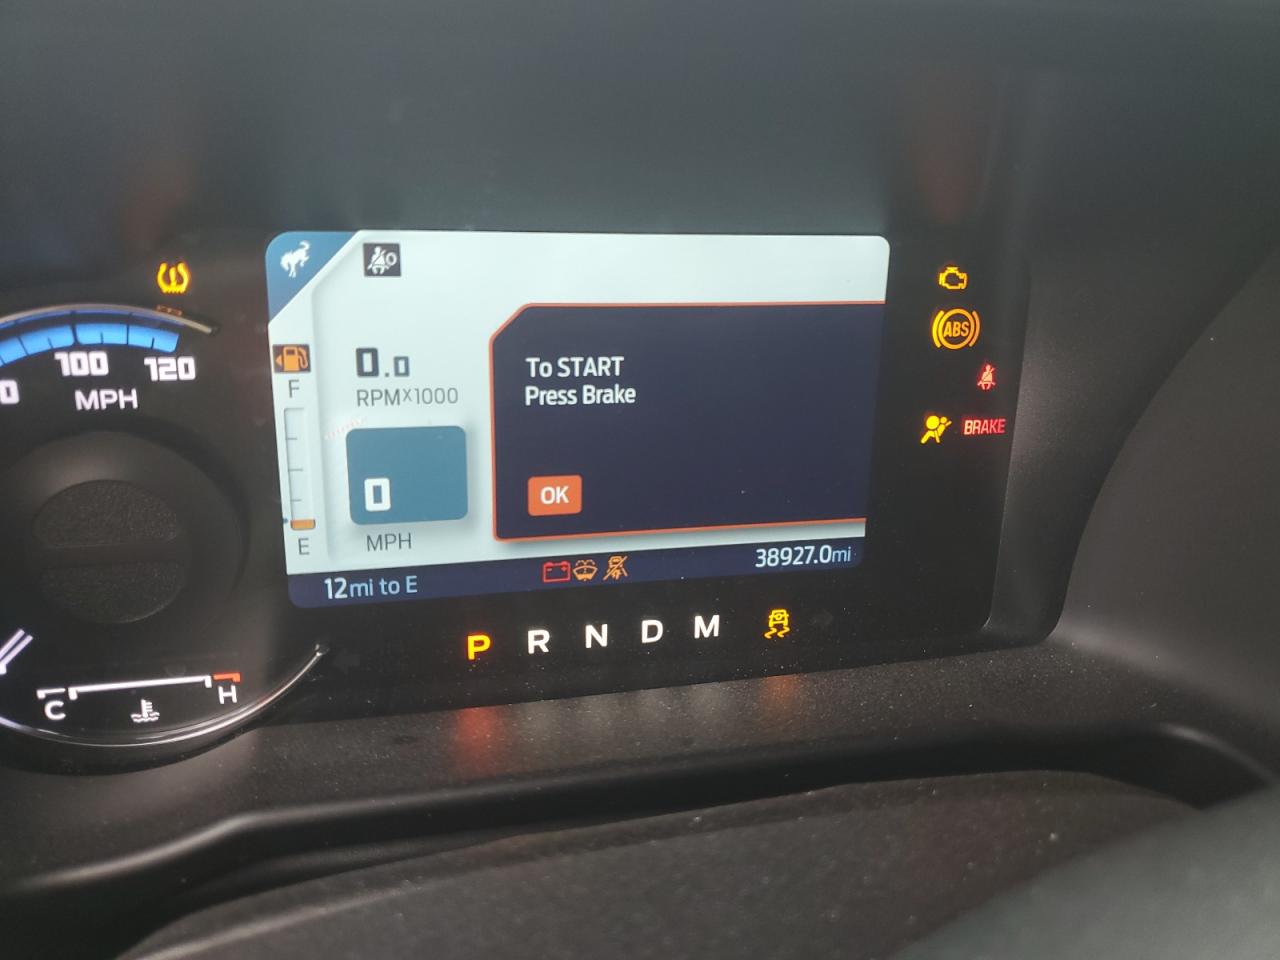 100
120
MPH
F
E
0.0
RPMX1000
0
MPH
To START
Press Brake
OK
12mi to E
38927.0mi
ABS
BRAKE
P R N D M
C
H